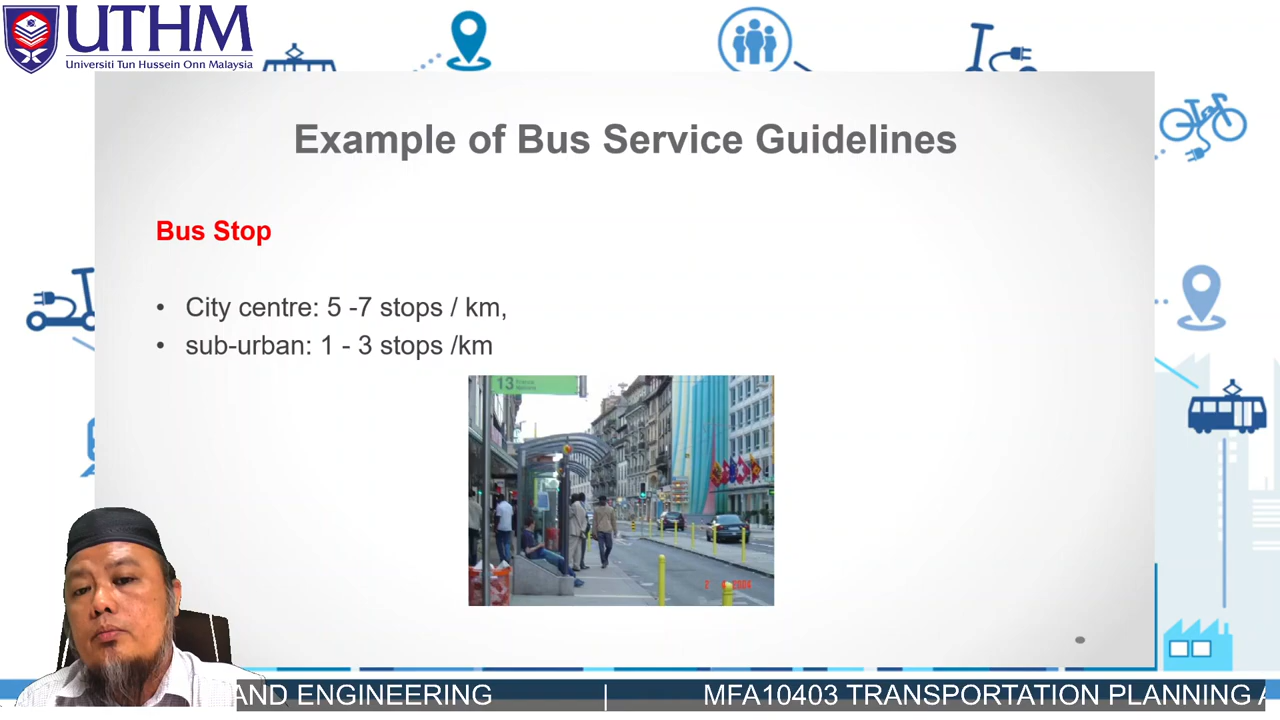 UTHM
Universiti Tun Hussein Onn Malaysia
Example of Bus Service Guidelines
Bus Stop
• City centre: 5 -7 stops / km,
• sub-urban: 1 - 3 stops /km
13
AND ENGINEERING | MFA10403 TRANSPORTATION PLANNING A